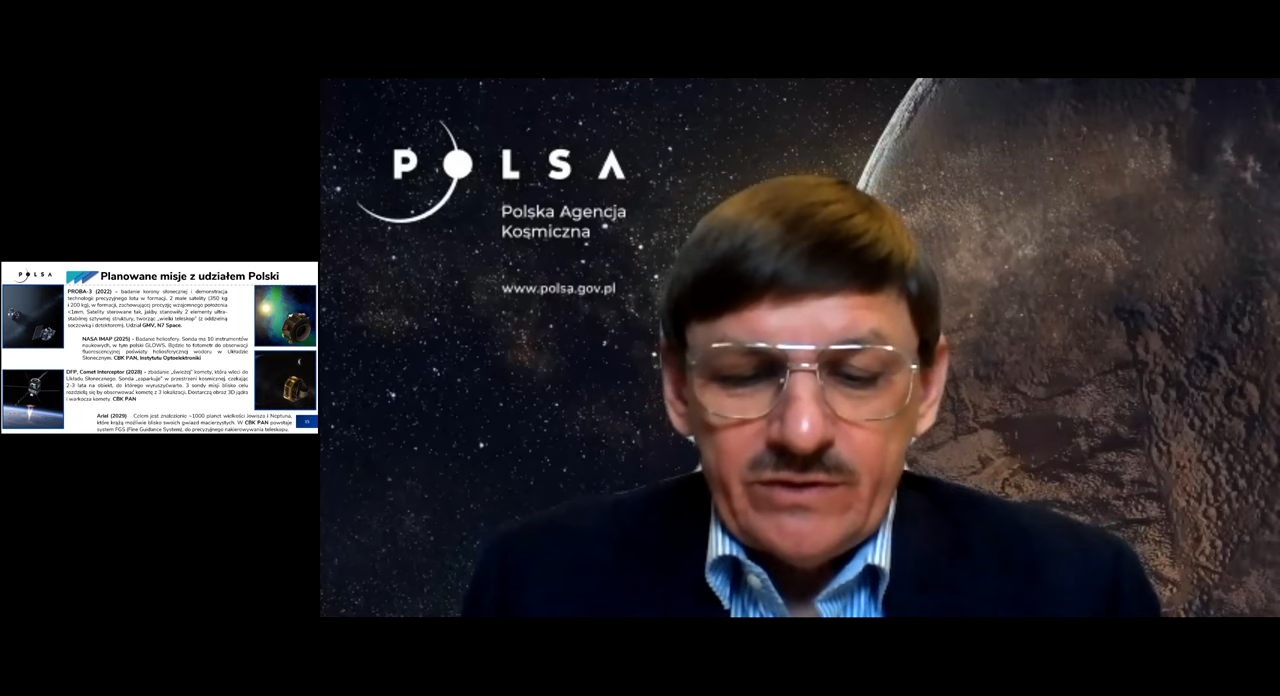 POLSA
Planowane misje z udziałem Polski
PROBA-3 (2022) – badanie korony słonecznej i demonstracja
technologii precyzyjnego lotu w formacji. 2 małe satelity (350 kg
i 200 kg), w formacji, zachowującej precyzję wzajemnego położenia
<1mm. Satelity sterowane tak, jakby stanowiły 2 elementy ultra-
stabilnej sztywnej struktury, tworząc „wielki teleskop” (z oddzielną
soczewką i detektorem). Udział GMV, N7 Space.
NASA IMAP (2025) - Badanie heliosfery. Sonda ma 10 instrumentów
naukowych, w tym polski GLOWS. Będzie to fotometr do obserwacji
fluorescencyjnej poświaty heliosferycznej wodoru w Układzie
Słonecznym. CBK PAN, Instytutu Optoelektroniki
DFP, Comet Interceptor (2028) - zbadanie „świeżej” komety, która wleci do
Układu Słonecznego. Sonda „zaparkuje” w przestrzeni kosmicznej, czekając
2-3 lata na obiekt, do którego wyruszy
3 sondy misji blisko celu
rozdzielą się by obserwować kometę z 3 lokalizacji. Dostarczą obraz 3D jądra
i warkocza komety. CBK PAN
Ariel (2029) Celem jest znalezienie ~1000 planet wielkości Jowisza i Neptuna,
które krążą możliwie blisko swoich gwiazd macierzystych. W CBK PAN powstaje
system FGS (Fine Guidance System), do precyzyjnego nakierowywania teleskopu.
POLSA
Polska Agencja
Kosmiczna
www.polsa.gov.pl